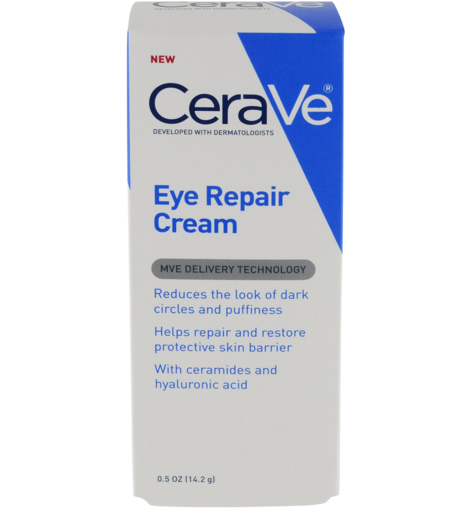 CeraVe
NEW
CeraVe®
DEVELOPED WITH DERMATOLOGISTS
Eye Repair
Cream
MVE DELIVERY TECHNOLOGY
Reduces the look of dark
circles and puffiness
Helps repair and restore
protective skin barrier
With ceramides and
hyaluronic acid
0.5 OZ (14.2 g)